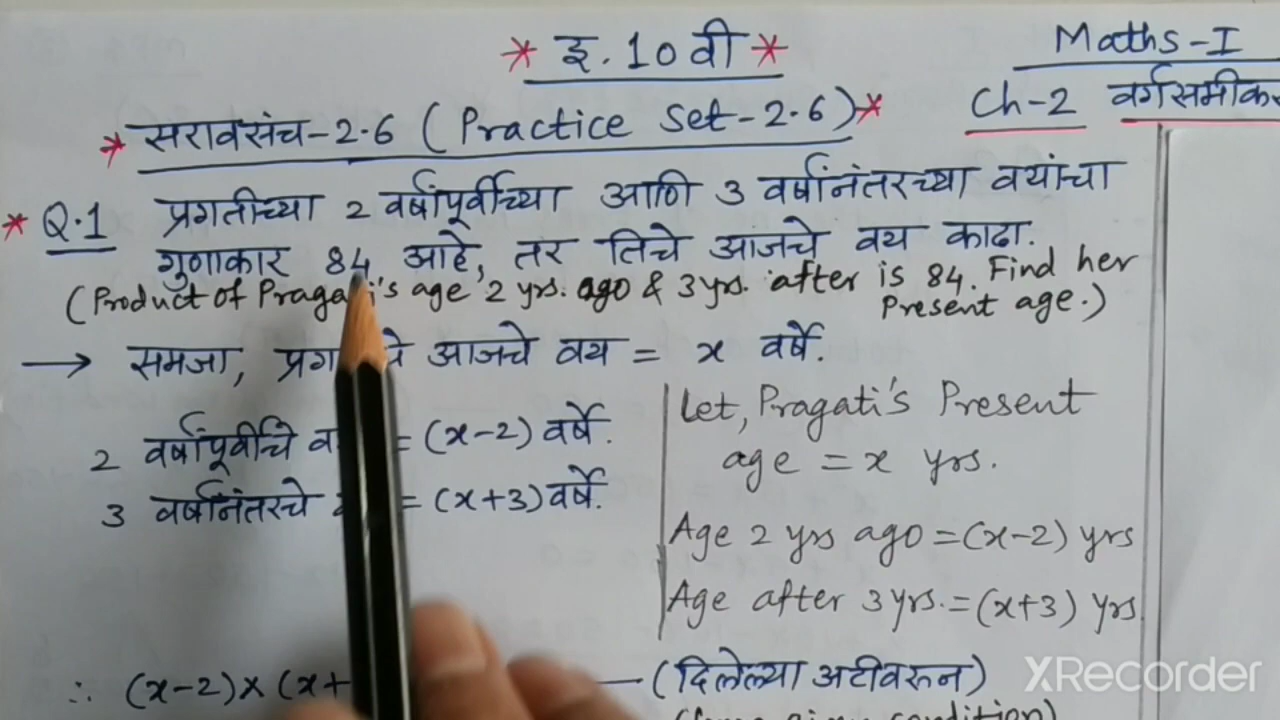 * इ. 10 वी *
Maths-I
* सरावसंच-2.6 ( Practice Set-2.6) *
Ch-2 वर्गसमीकर
* Q.1 प्रगतीच्या 2 वर्षांपूर्वीच्या आणि 3 वर्षांनंतरच्या वयांचा
गुणाकार 84 आहे, तर तिचे आजचे वय काढा.
(Product of Pragati's age 2 yrs. ago & 3 yrs. after is 84. Find her
Present age.)
→ समजा, आजचे वय = x वर्षे.
2 वर्षांपूर्वीचे = (x-2) वर्षे.
3 वर्षानंतरचे = (x+3) वर्षे.
Let, Pragati's Present
age = x yrs.
Age 2 yrs ago = (x-2) yrs
Age after 3 yrs. = (x+3) yrs
∴ (x-2) × (x+ — (दिलेल्या अटीवरून)
given condition)
XRecorder